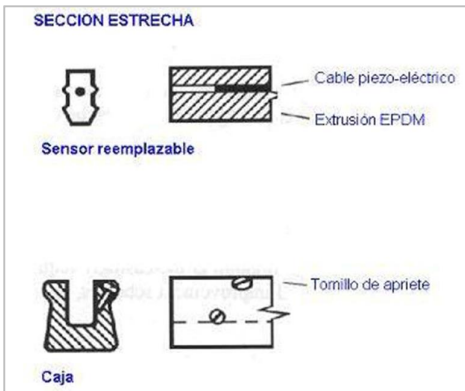 SECCION ESTRECHA
Cable piezo-eléctrico
Extrusión EPDM
Sensor reemplazable
Tornillo de apriete
Caja